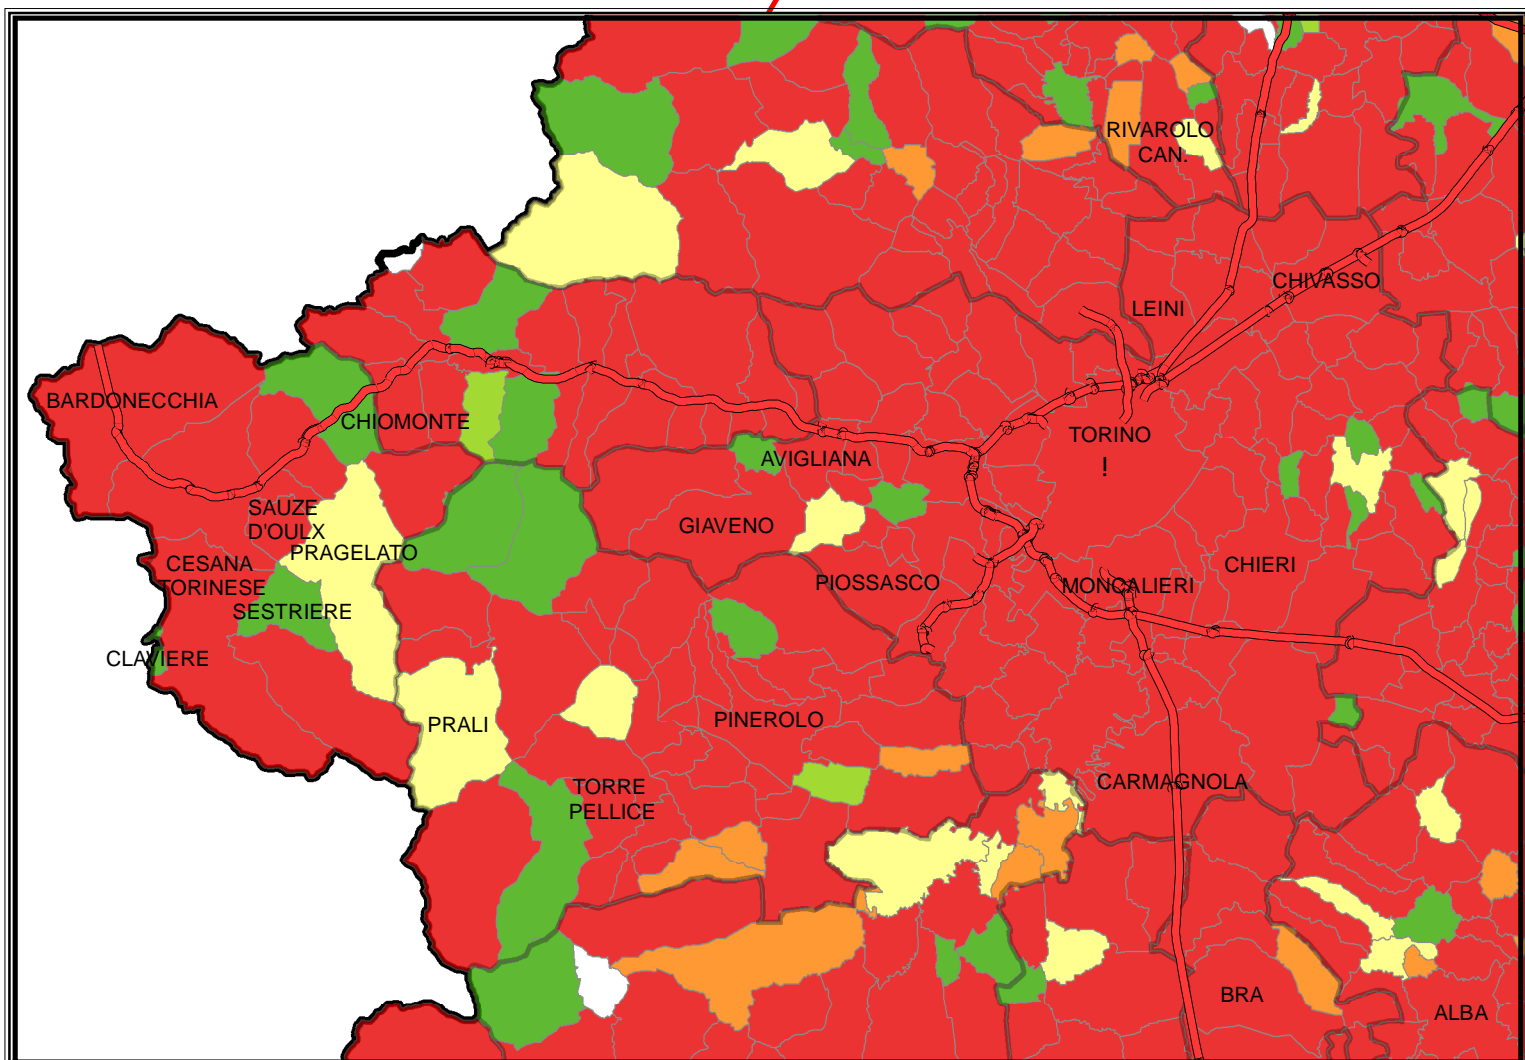 RIVAROLO
CAN.
CHIVASSO
LEINI
BARDONECCHIA
CHIOMONTE
TORINO
!
AVIGLIANA
SAUZE
D'OULX
GIAVENO
PRAGELATO
CESANA
TORINESE
CHIERI
PIOSSASCO
MONCALIERI
SESTRIERE
CLAVIERE
PINEROLO
PRALI
TORRE
PELLICE
CARMAGNOLA
BRA
ALBA